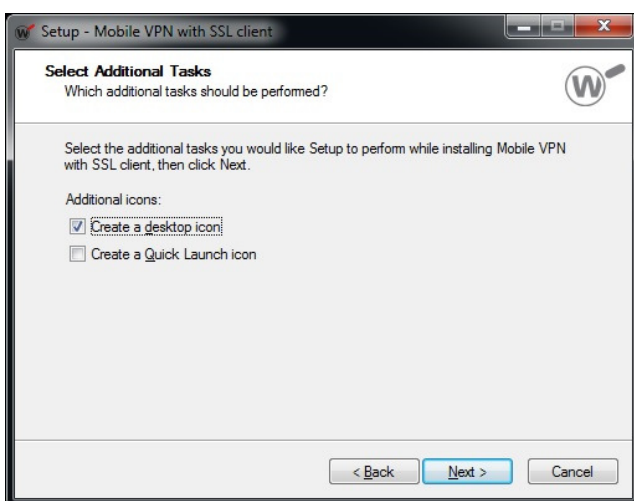 Setup - Mobile VPN with SSL client
Select Additional Tasks
Which additional tasks should be performed?
W
Select the additional tasks you would like Setup to perform while installing Mobile VPN
with SSL client, then click Next.
Additional icons:
Create a desktop icon
Create a Quick Launch icon
< Back
Next >
Cancel